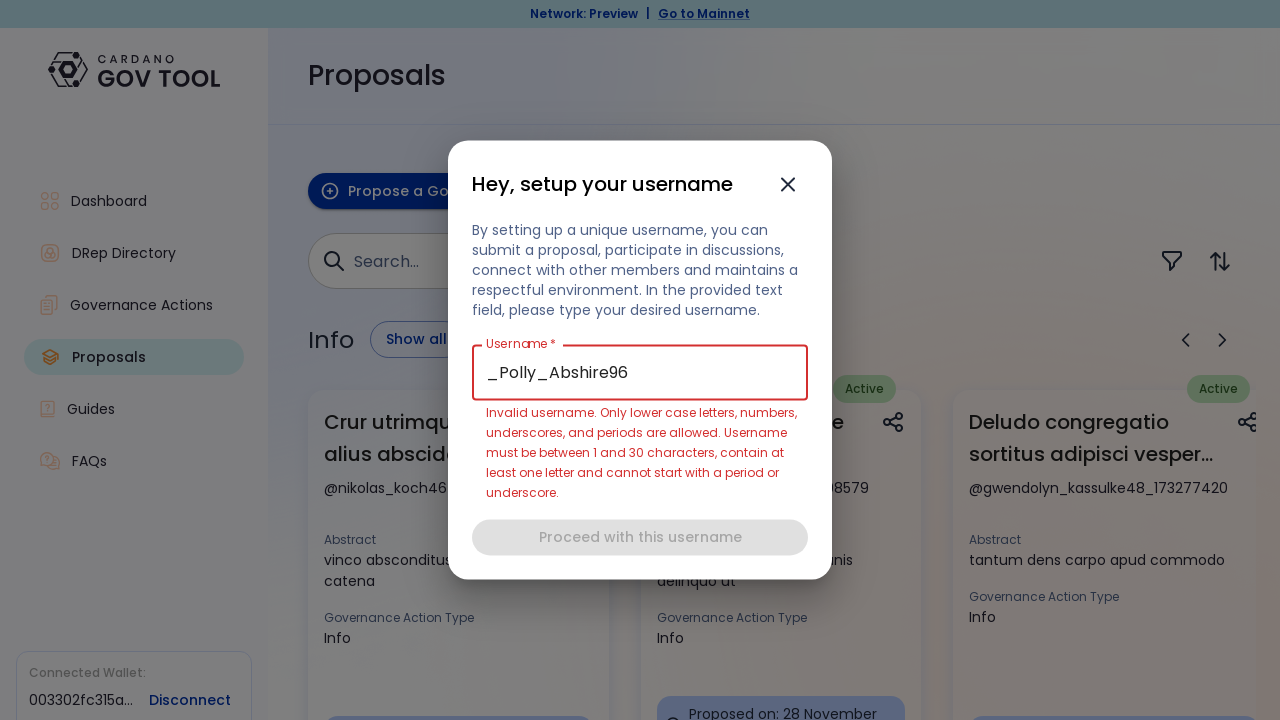 Network: Preview | Go to Mainnet
CARDANO
GOV TOOL
Proposals
Dashboard
DRep Directory
Governance Actions
Proposals
Guides
FAQs
Connected Wallet:
003302fc315a... Disconnect
Propose a Go
Search...
Info Show all
Hey, setup your username
By setting up a unique username, you can
submit a proposal, participate in discussions,
connect with other members and maintains a
respectful environment. In the provided text
field, please type your desired username.
Username *
_Polly_Abshire96
Invalid username. Only lower case letters, numbers,
underscores, and periods are allowed. Username
must be between 1 and 30 characters, contain at
least one letter and cannot start with a period or
underscore.
Proceed with this username
Crur utrimqu
alius abscid
@nikolas_koch46
Abstract
vinco absconditus
catena
Governance Action Type
Info
Active
e
98579
delinquo ut
Governance Action Type
Info
Proposed on: 28 November
Active
Deludo congregatio
sortitus adipisci vesper...
@gwendolyn_kassulke48_173277420
Abstract
tantum dens carpo apud commodo
Governance Action Type
Info